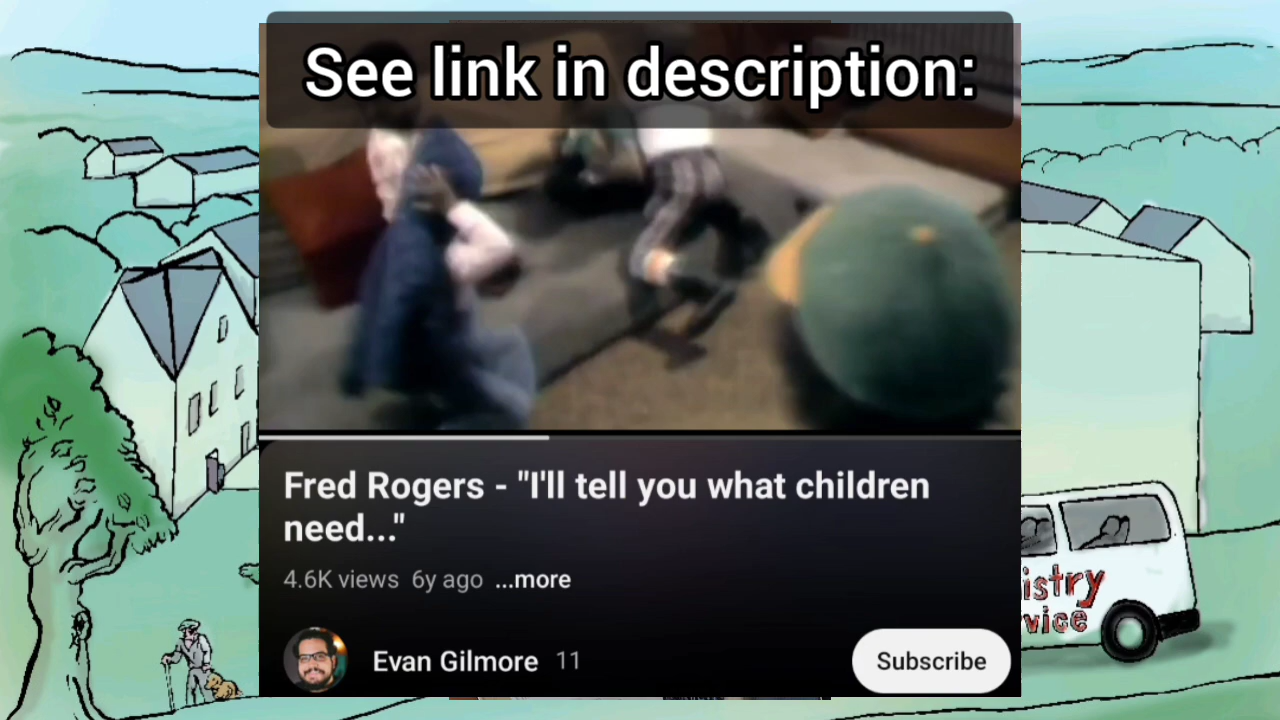 See link in description:
Fred Rogers - "I'll tell you what children
need..."
4.6K views 6y ago ...more
Evan Gilmore 11
Subscribe
istry
vice